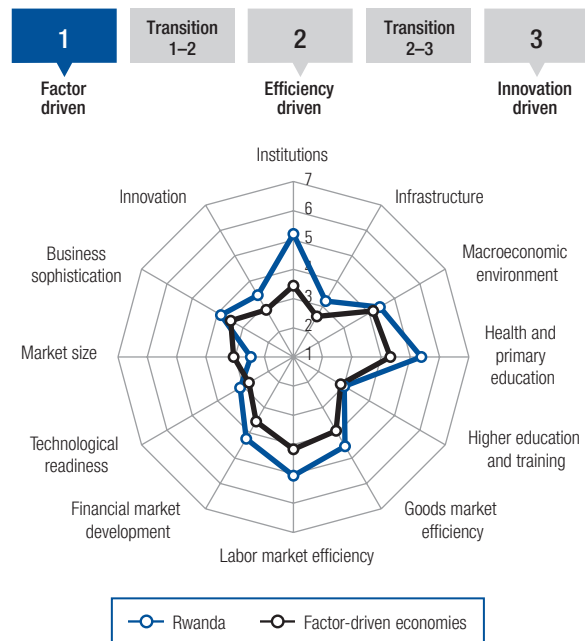 1
Transition
1–2
2
Transition
2–3
3
Factor
driven
Efficiency
driven
Innovation
driven
Institutions
Infrastructure
Macroeconomic
environment
Health and
primary
education
Higher education
and training
Goods market
efficiency
Labor market efficiency
Financial market
development
Technological
readiness
Market size
Business
sophistication
Innovation
7
6
5
4
3
2
1
Rwanda
Factor-driven economies